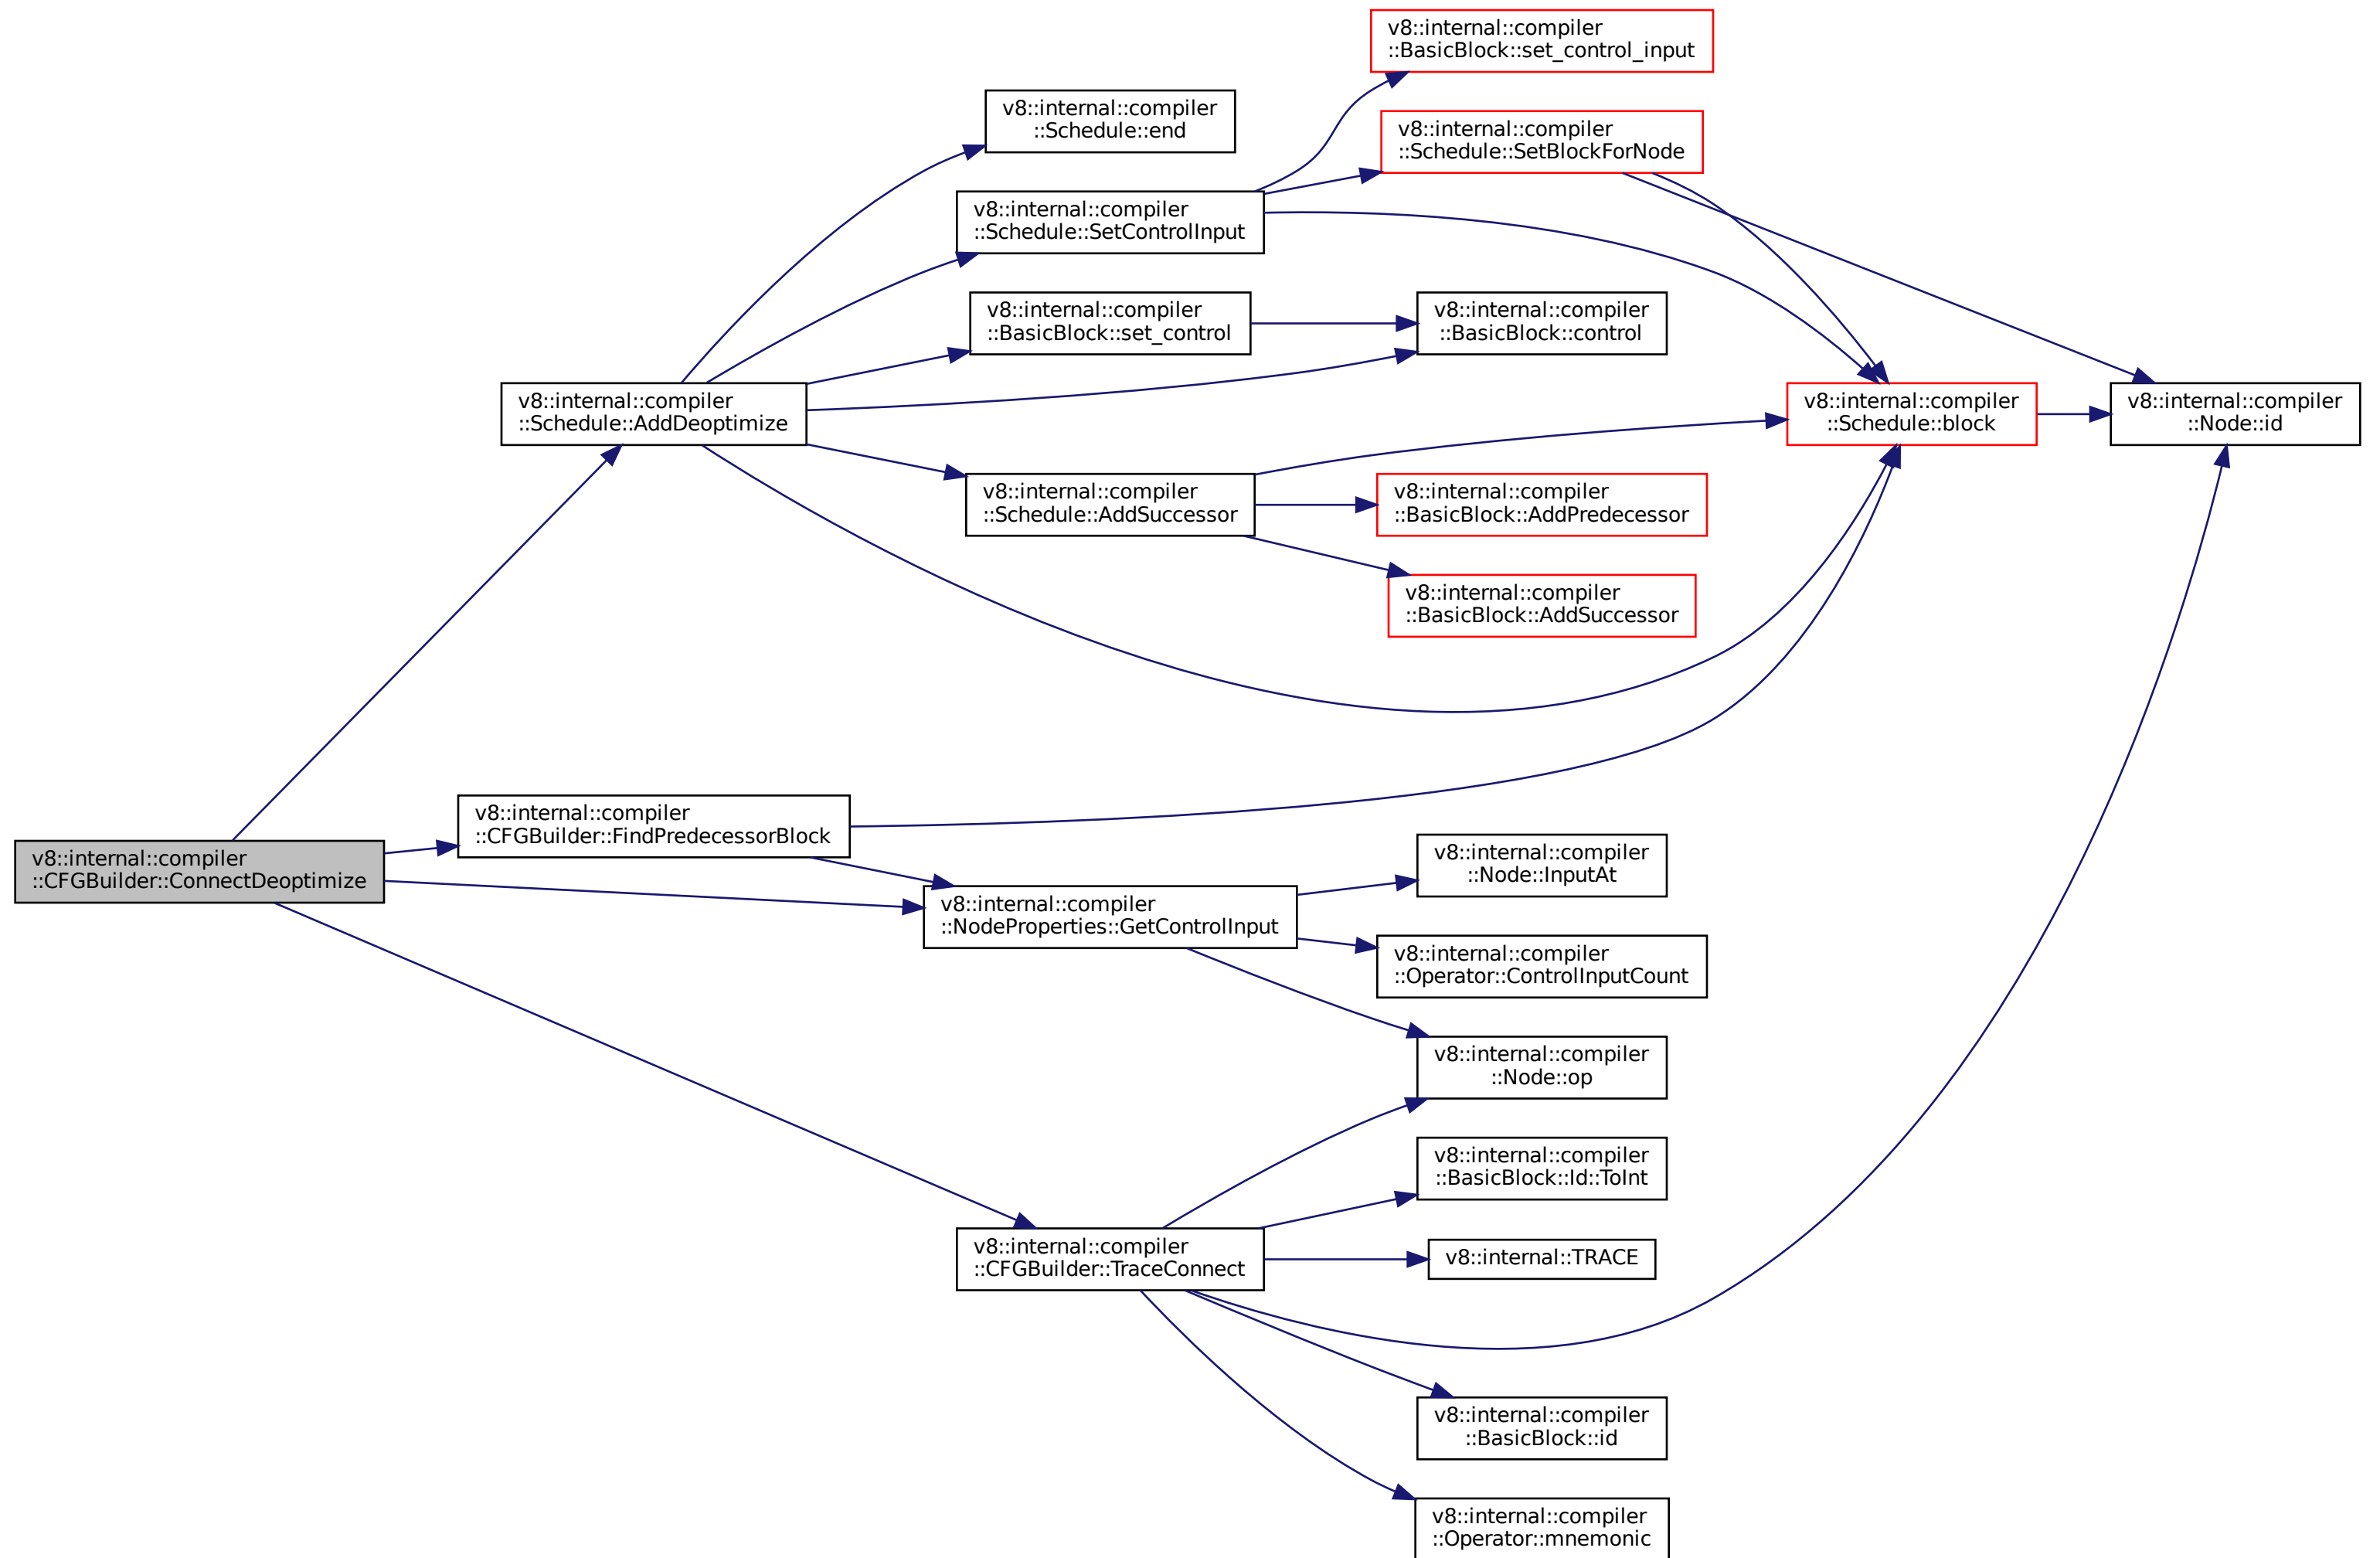 v8::internal::compiler
::BasicBlock::set_control_input
v8::internal::compiler
::Schedule::end
v8::internal::compiler
::Schedule::SetBlockForNode
v8::internal::compiler
::Schedule::SetControlInput
v8::internal::compiler
::BasicBlock::set_control
v8::internal::compiler
::BasicBlock::control
v8::internal::compiler
::Schedule::AddDeoptimize
v8::internal::compiler
::Schedule::block
v8::internal::compiler
::Node::id
v8::internal::compiler
::Schedule::AddSuccessor
v8::internal::compiler
::BasicBlock::AddPredecessor
v8::internal::compiler
::BasicBlock::AddSuccessor
v8::internal::compiler
::CFGBuilder::FindPredecessorBlock
v8::internal::compiler
::CFGBuilder::ConnectDeoptimize
v8::internal::compiler
::Node::InputAt
v8::internal::compiler
::NodeProperties::GetControlInput
v8::internal::compiler
::Operator::ControlInputCount
v8::internal::compiler
::Node::op
v8::internal::compiler
::BasicBlock::Id::ToInt
v8::internal::compiler
::CFGBuilder::TraceConnect
v8::internal::TRACE
v8::internal::compiler
::BasicBlock::id
v8::internal::compiler
::Operator::mnemonic